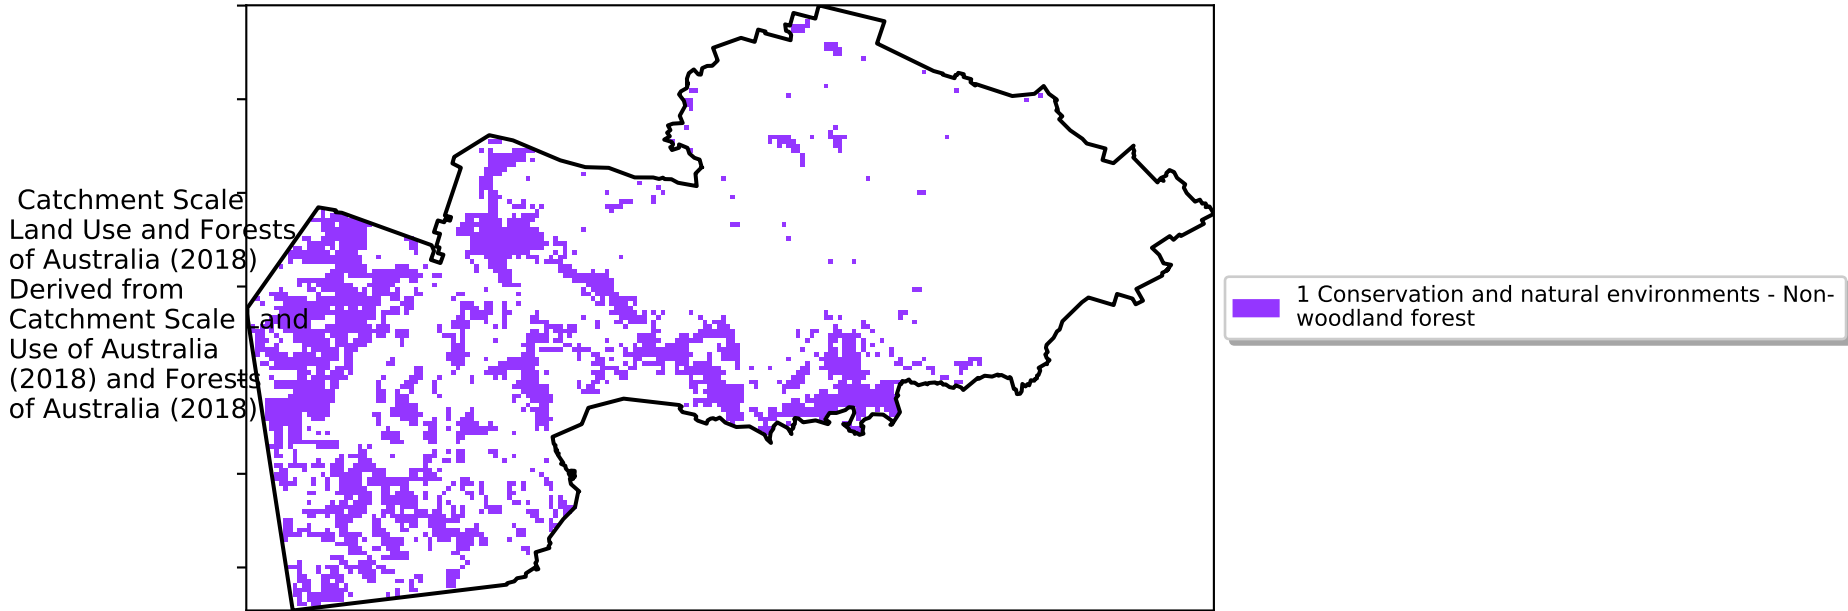 Catchment Scale
Land Use and Forests
of Australia (2018)
Derived from
Catchment Scale Land
Use of Australia
(2018) and Forests
of Australia (2018)
1 Conservation and natural environments - Non-
woodland forest